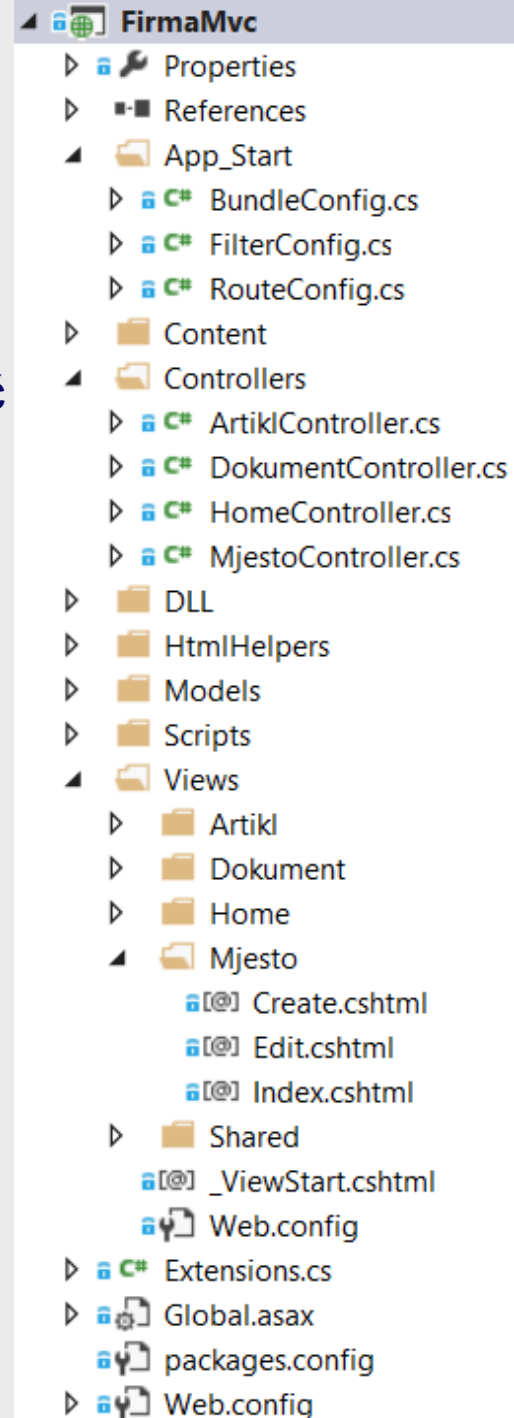 FirmaMvc
Properties
References
App_Start
C# BundleConfig.cs
C# FilterConfig.cs
C# RouteConfig.cs
Content
Controllers
C# ArtiklController.cs
C# DokumentController.cs
C# HomeController.cs
C# MjestoController.cs
DLL
HtmlHelpers
Models
Scripts
Views
Artikl
Dokument
Home
Mjesto
[@] Create.cshtml
[@] Edit.cshtml
[@] Index.cshtml
Shared
[@] _ViewStart.cshtml
Web.config
C# Extensions.cs
Global.asax
packages.config
Web.config